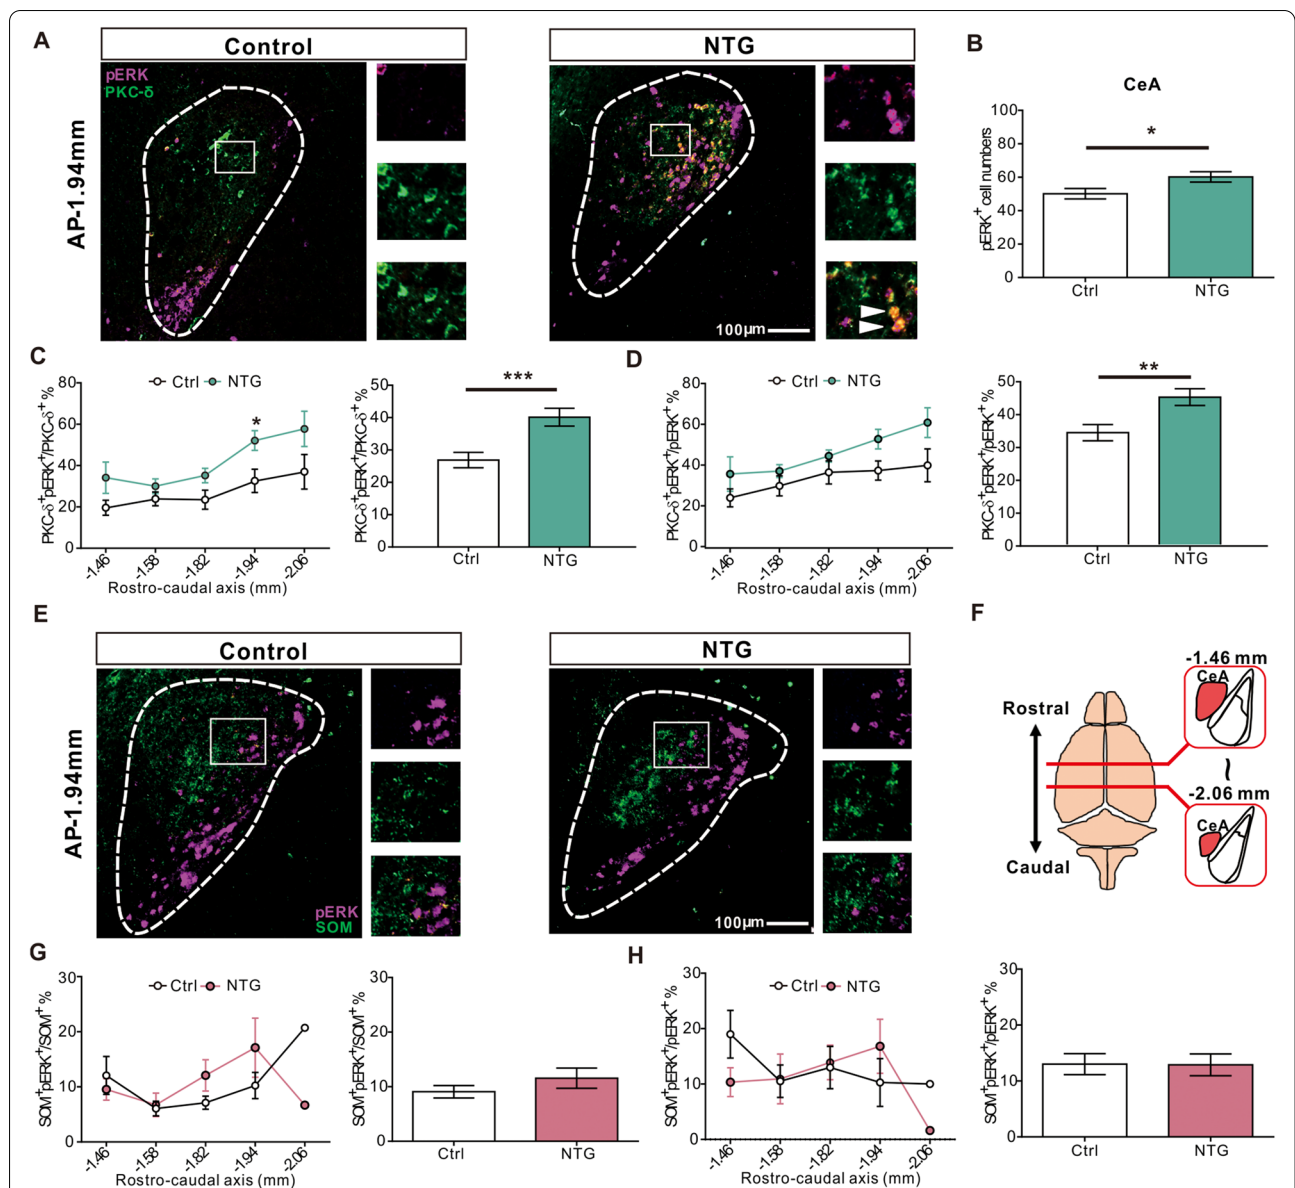 A
Control
NTG
pERK
PKC-δ
AP-1.94mm
100μm
B
CeA
*
pERK+ cell numbers
100
80
60
40
20
0
Ctrl
NTG
C
Ctrl
NTG
PKC-δ+pERK+/PKC-δ+ %
80
60
40
20
0
*
-1.46
-1.58
-1.82
-1.94
-2.06
Rostro-caudal axis (mm)
PKC-δ+pERK+/PKC-δ+ %
50
40
30
20
10
0
***
Ctrl
NTG
D
Ctrl
NTG
PKC-δ+pERK+/pERK+ %
80
60
40
20
0
-1.46
-1.58
-1.82
-1.94
-2.06
Rostro-caudal axis (mm)
PKC-δ+pERK+/pERK+ %
50
40
30
20
10
0
**
Ctrl
NTG
E
Control
NTG
AP-1.94mm
pERK
SOM
100μm
F
Rostral
Caudal
-1.46 mm
CeA
~
-2.06 mm
CeA
G
Ctrl
NTG
SOM+pERK+/SOM+ %
30
20
10
0
-1.46
-1.58
-1.82
-1.94
-2.06
Rostro-caudal axis (mm)
SOM+pERK+/SOM+ %
30
20
10
0
Ctrl
NTG
H
Ctrl
NTG
SOM+pERK+/pERK+ %
30
20
10
0
-1.46
-1.58
-1.82
-1.94
-2.06
Rostro-caudal axis (mm)
SOM+pERK+/pERK+ %
30
20
10
0
Ctrl
NTG